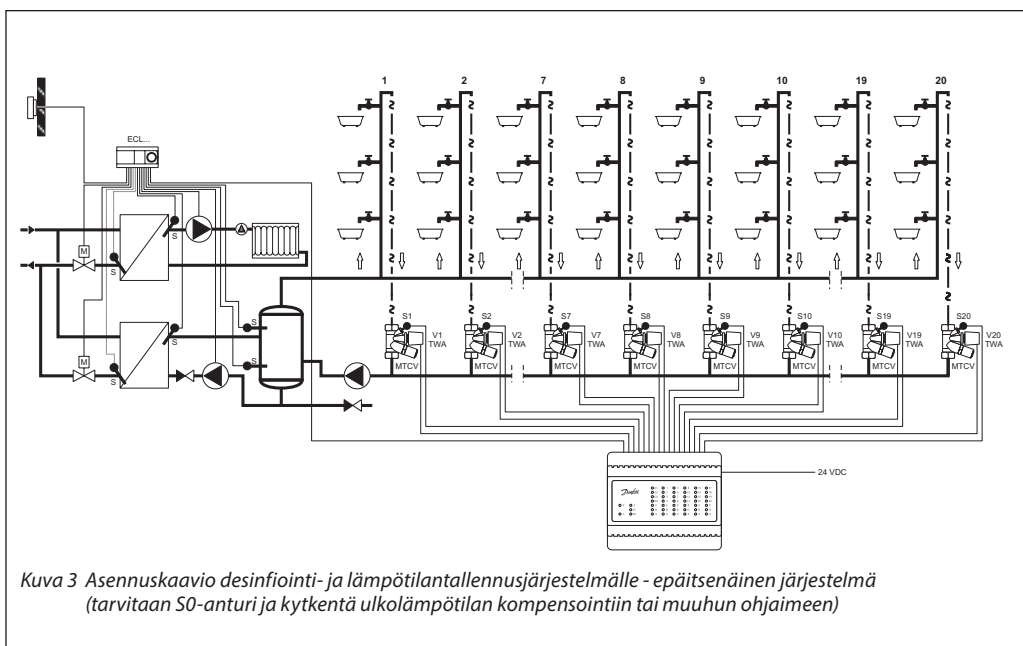 1 2 7 8 9 10 19 20
ECL...
M
S
S
S1 S2 S7 S8 S9 S10 S19 S20
S
V1 V2 V7 V8 V9 V10 V19 V20
TWA TWA TWA TWA TWA TWA TWA TWA
M
S
S
S
MTCV MTCV MTCV MTCV MTCV MTCV MTCV MTCV
24 VDC
Danfoss
Kuva 3 Asennuskaavio desinfiointi- ja lämpötilantallennusjärjestelmälle - epäitsenäinen järjestelmä
(tarvitaan S0-anturi ja kytkentä ulkolämpötilan kompensointiin tai muuhun ohjaimeen)